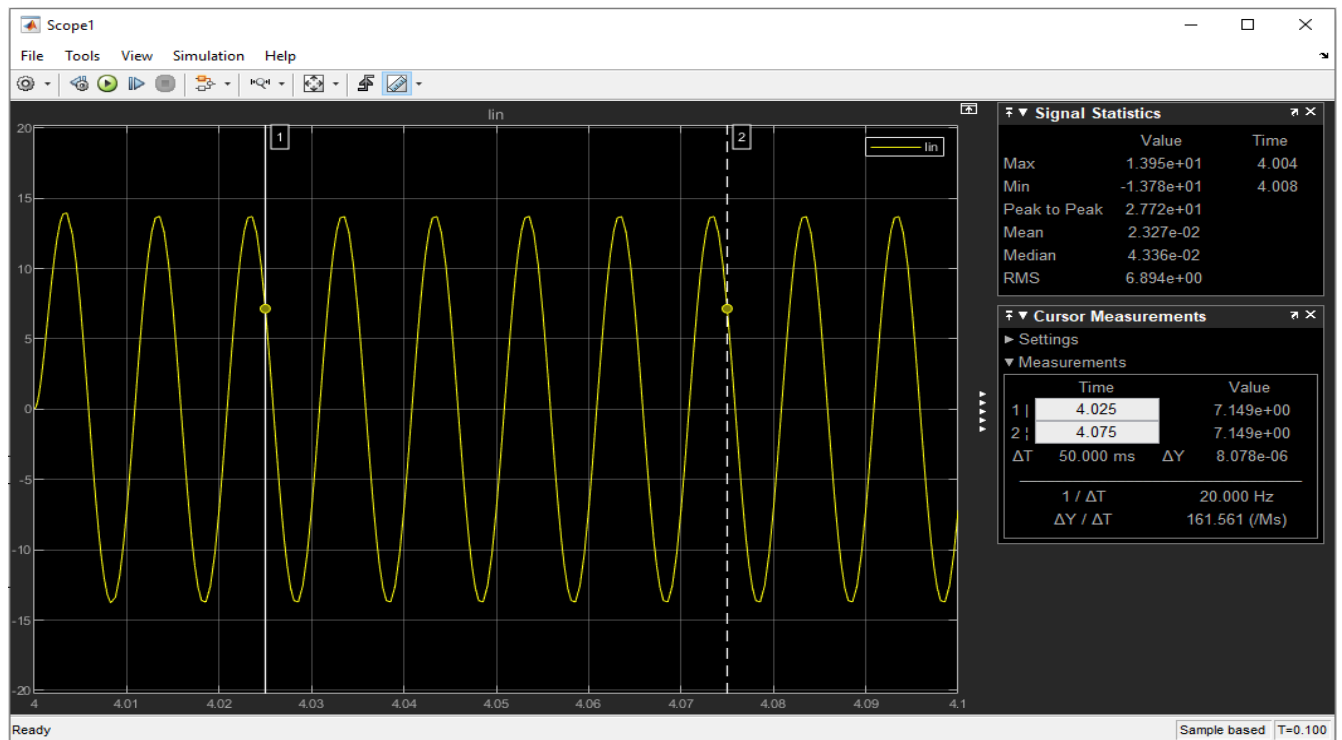 Scope1
File Tools View Simulation Help
Iin
1
2
Iin
20
15
10
5
0
-5
-10
-15
-20
4 4.01 4.02 4.03 4.04 4.05 4.06 4.07 4.08 4.09 4.1
Signal Statistics
Value Time
Max 1.395e+01 4.004
Min -1.378e+01 4.008
Peak to Peak 2.772e+01
Mean 2.327e-02
Median 4.336e-02
RMS 6.894e+00
Cursor Measurements
Settings
Measurements
Time Value
1 | 4.025 7.149e+00
2 ¦ 4.075 7.149e+00
ΔT 50.000 ms ΔY 8.078e-06
1 / ΔT 20.000 Hz
ΔY / ΔT 161.561 (/Ms)
Ready Sample based T=0.100